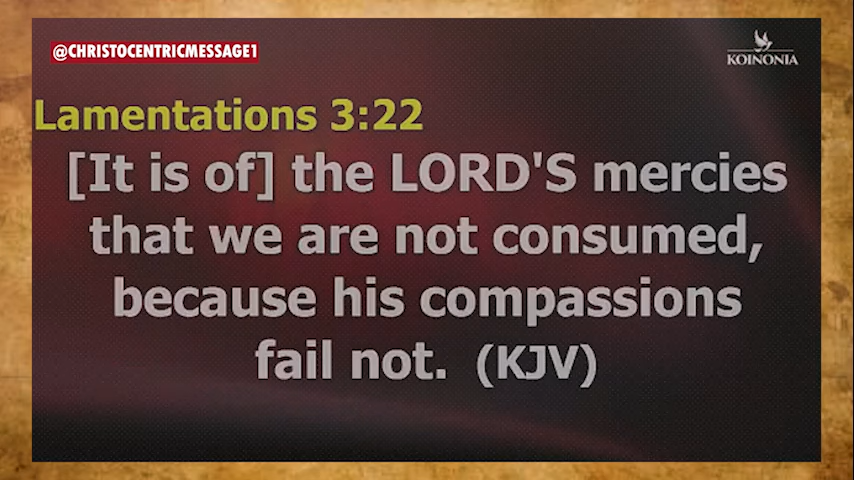 @CHRISTOCENTRICMESSAGE1
KOINONIA
Lamentations 3:22
[It is of] the LORD'S mercies
that we are not consumed,
because his compassions
fail not. (KJV)